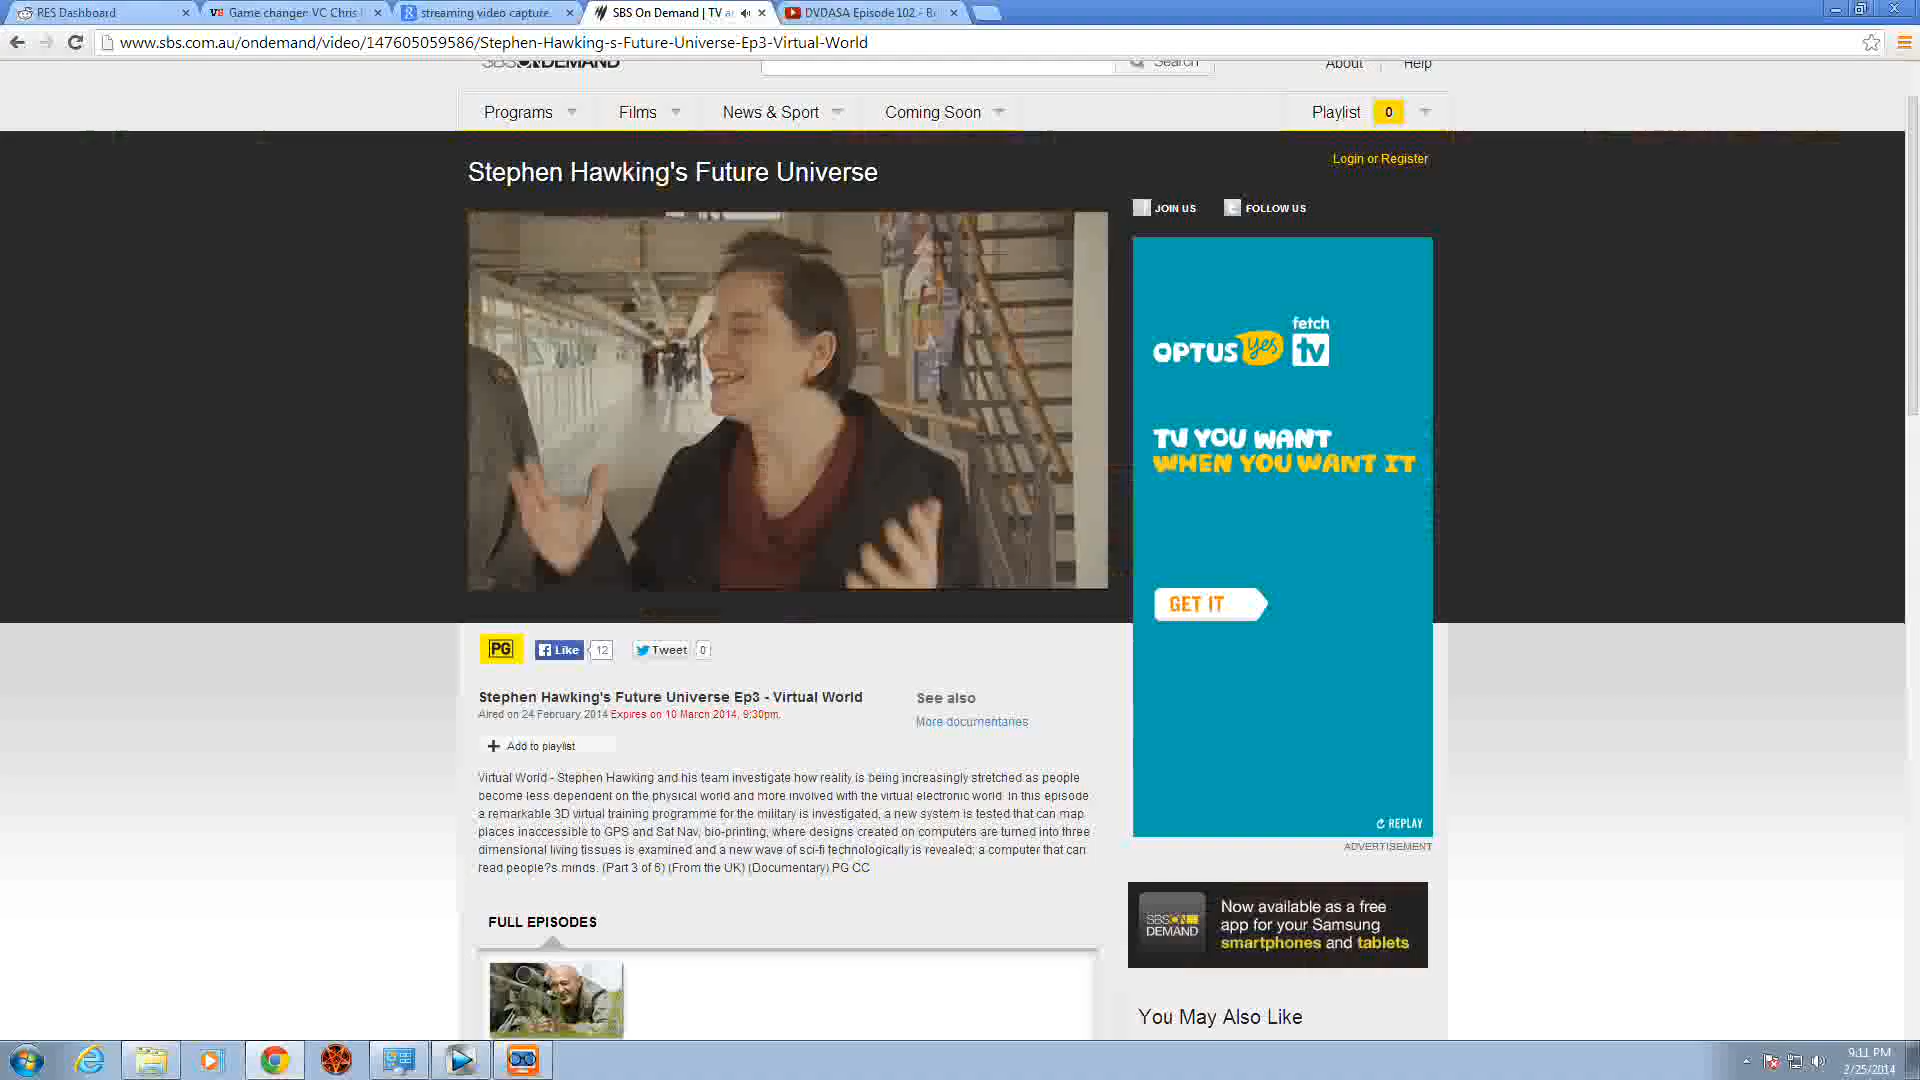 RES Dashboard
Game changer: VC Chris
streaming video capture.
SBS On Demand | TV a
DVDASA Episode 102 - B
www.sbs.com.au/ondemand/video/147605059586/Stephen-Hawking-s-Future-Universe-Ep3-Virtual-World
SBS ON DEMAND
Search
About
Help
Programs
Films
News & Sport
Coming Soon
Playlist 0
Stephen Hawking's Future Universe
Login or Register
JOIN US
FOLLOW US
OPTUS yes fetch tv
TV YOU WANT
WHEN YOU WANT IT
GET IT
REPLAY
ADVERTISEMENT
PG
Like 12
Tweet 0
Stephen Hawking's Future Universe Ep3 - Virtual World
Aired on 24 February 2014 Expires on 10 March 2014, 9:30pm.
See also
More documentaries
Add to playlist
Virtual World - Stephen Hawking and his team investigate how reality is being increasingly stretched as people
become less dependent on the physical world and more involved with the virtual electronic world. In this episode
a remarkable 3D virtual training programme for the military is investigated, a new system is tested that can map
places inaccessible to GPS and Sat Nav, bio-printing, where designs created on computers are turned into three
dimensional living tissues is examined and a new wave of sci-fi technologically is revealed; a computer that can
read people?s minds. (Part 3 of 6) (From the UK) (Documentary) PG CC
FULL EPISODES
SBS ON
DEMAND
Now available as a free
app for your Samsung
smartphones and tablets
You May Also Like
9:11 PM
2/25/2014